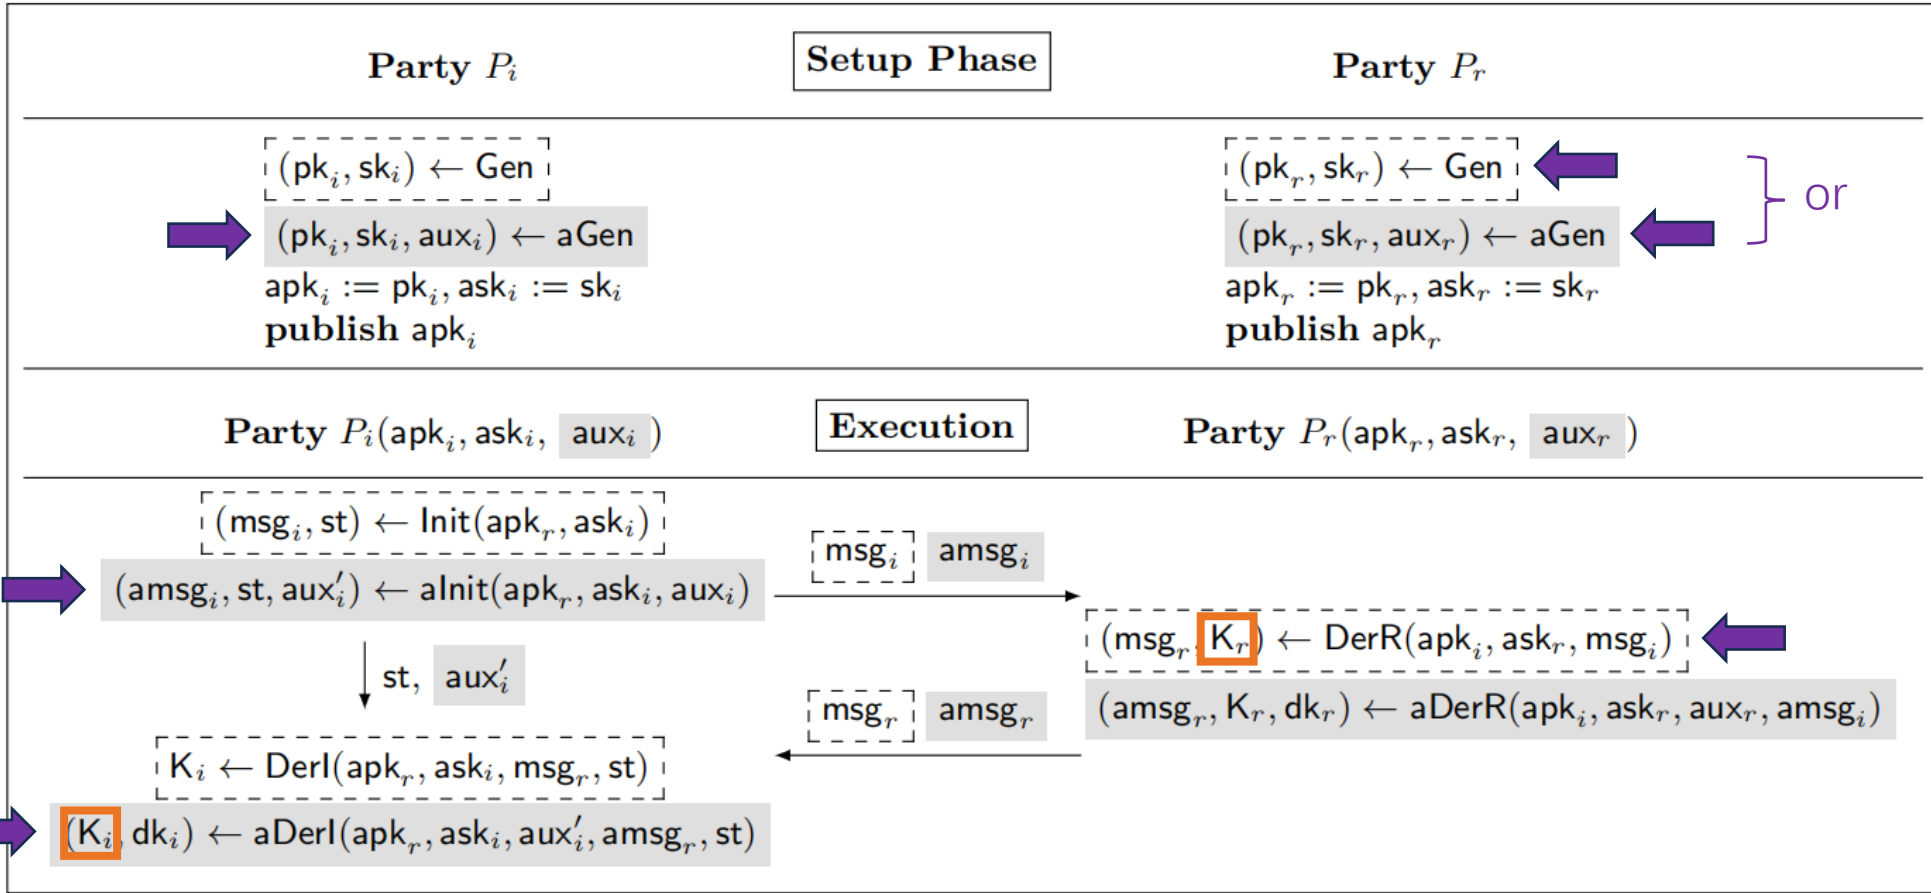 Party Pᵢ
Setup Phase
Party Pᵣ
(pkᵢ, skᵢ) ← Gen
(pkᵢ, skᵢ, auxᵢ) ← aGen
apkᵢ := pkᵢ, askᵢ := skᵢ
publish apkᵢ
(pkᵣ, skᵣ) ← Gen
(pkᵣ, skᵣ, auxᵣ) ← aGen
apkᵣ := pkᵣ, askᵣ := skᵣ
publish apkᵣ
or
Party Pᵢ(apkᵢ, askᵢ, auxᵢ)
Execution
Party Pᵣ(apkᵣ, askᵣ, auxᵣ)
(msgᵢ, st) ← Init(apkᵣ, askᵢ)
(amsgᵢ, st, aux′ᵢ) ← aInit(apkᵣ, askᵢ, auxᵢ)
msgᵢ amsgᵢ
(msgᵣ, Kᵣ) ← DerR(apkᵢ, askᵣ, msgᵢ)
(amsgᵣ, Kᵣ, dkᵣ) ← aDerR(apkᵢ, askᵣ, auxᵣ, amsgᵢ)
st, aux′ᵢ
msgᵣ amsgᵣ
Kᵢ ← DerI(apkᵣ, askᵢ, msgᵣ, st)
(Kᵢ, dkᵢ) ← aDerI(apkᵣ, askᵢ, aux′ᵢ, amsgᵣ, st)